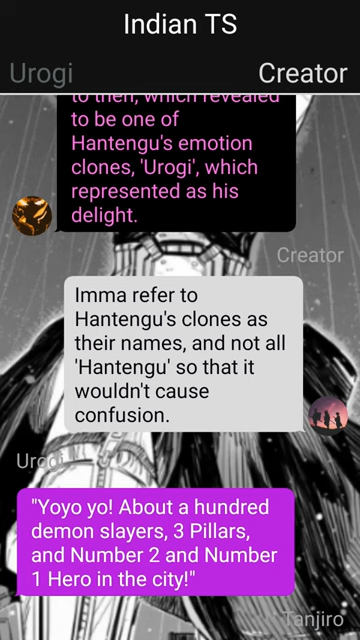 Indian TS
Urogi
Creator
to then, which revealed
to be one of
Hantengu's emotion
clones, 'Urogi', which
represented as his
delight.
Creator
Imma refer to
Hantengu's clones as
their names, and not all
'Hantengu' so that it
wouldn't cause
confusion.
Urogi
"Yoyo yo! About a hundred
demon slayers, 3 Pillars,
and Number 2 and Number
1 Hero in the city!"
Tanjiro